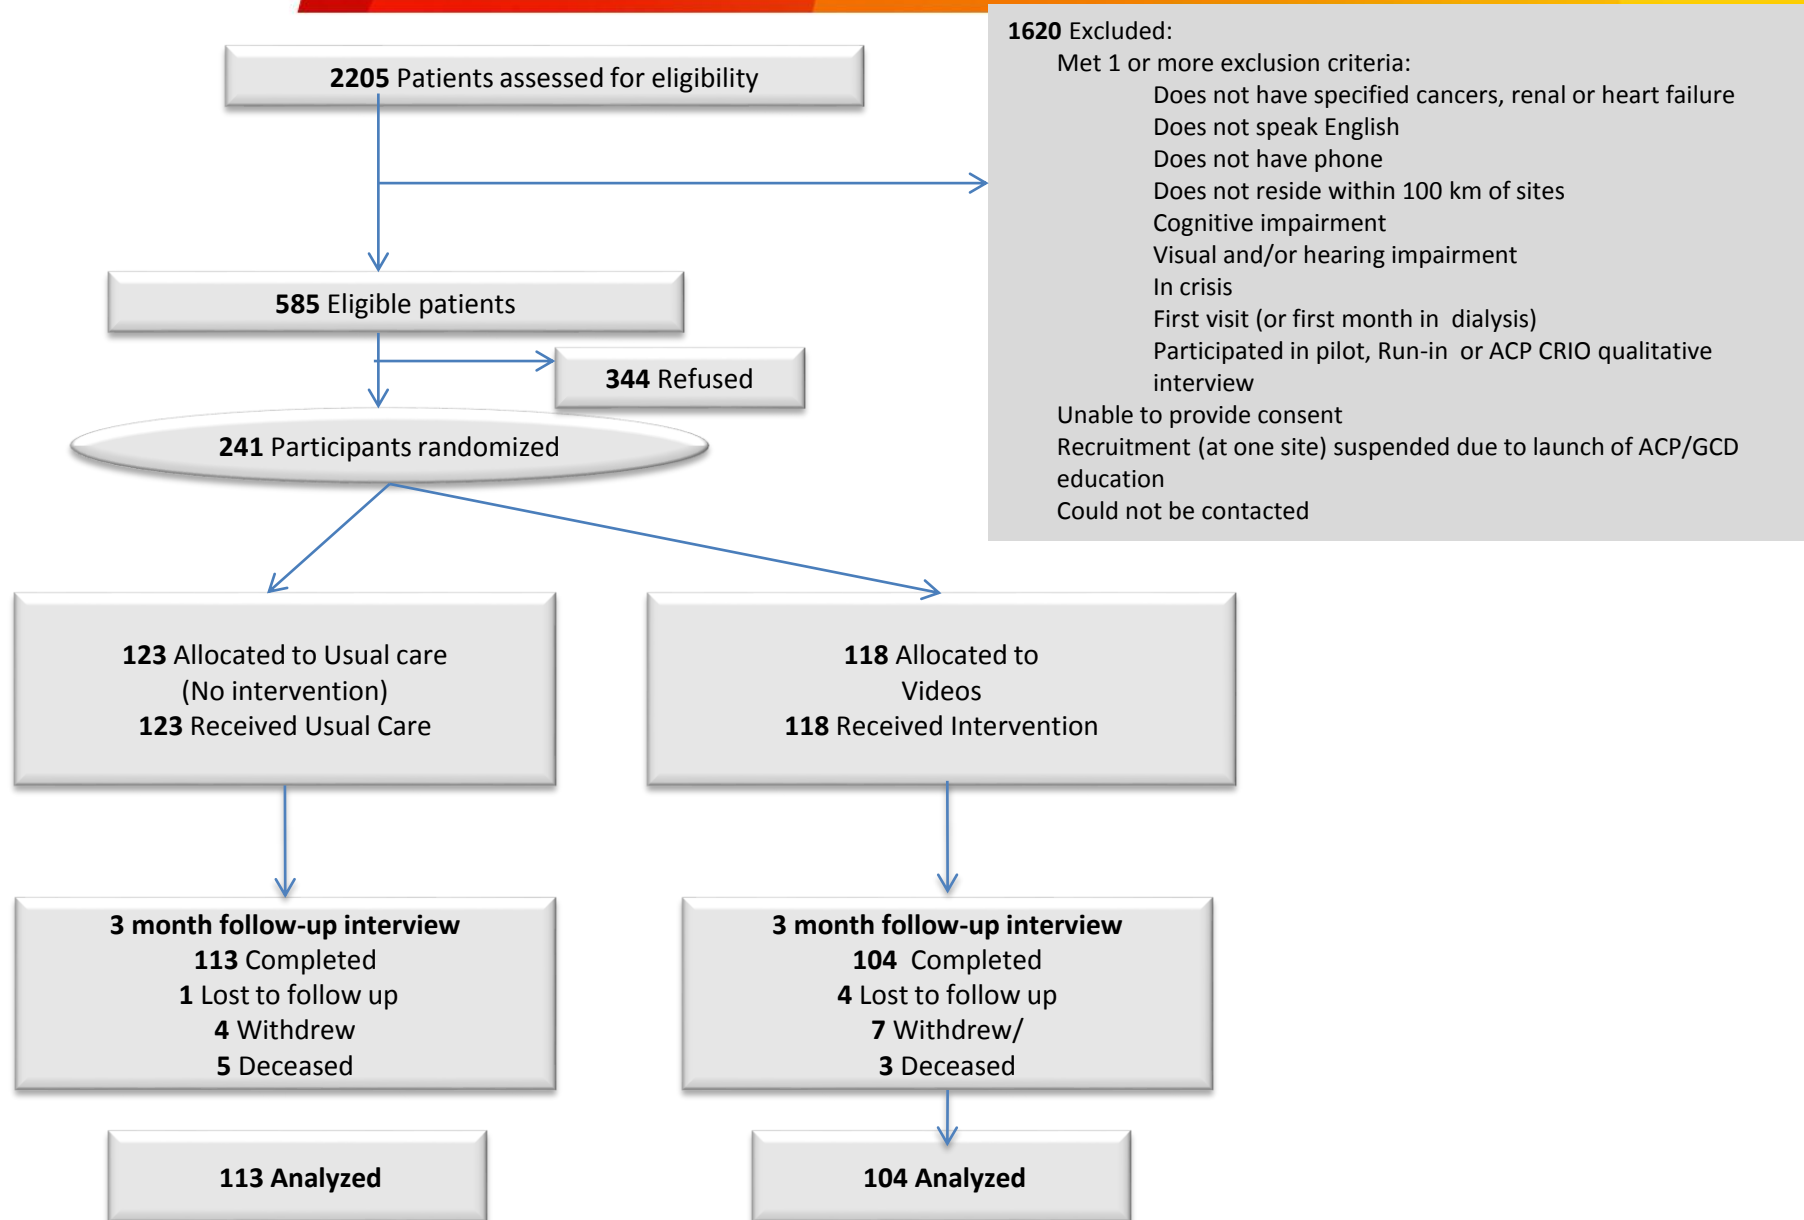 2205 Patients assessed for eligibility
1620 Excluded:
Met 1 or more exclusion criteria:
Does not have specified cancers, renal or heart failure
Does not speak English
Does not have phone
Does not reside within 100 km of sites
Cognitive impairment
Visual and/or hearing impairment
In crisis
First visit (or first month in dialysis)
Participated in pilot, Run-in or ACP CRIO qualitative
interview
Unable to provide consent
Recruitment (at one site) suspended due to launch of ACP/GCD
education
Could not be contacted
585 Eligible patients
344 Refused
241 Participants randomized
123 Allocated to Usual care
(No intervention)
123 Received Usual Care
118 Allocated to
Videos
118 Received Intervention
3 month follow-up interview
113 Completed
1 Lost to follow up
4 Withdrew
5 Deceased
3 month follow-up interview
104 Completed
4 Lost to follow up
7 Withdrew/
3 Deceased
113 Analyzed
104 Analyzed